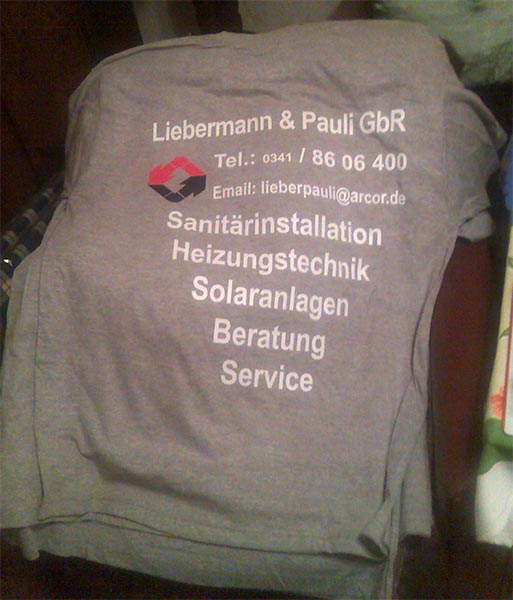 Liebermann & Pauli GbR
Tel.: 0341 / 86 06 400
Email: lieberpauli@arcor.de
Sanitärinstallation
Heizungstechnik
Solaranlagen
Beratung
Service